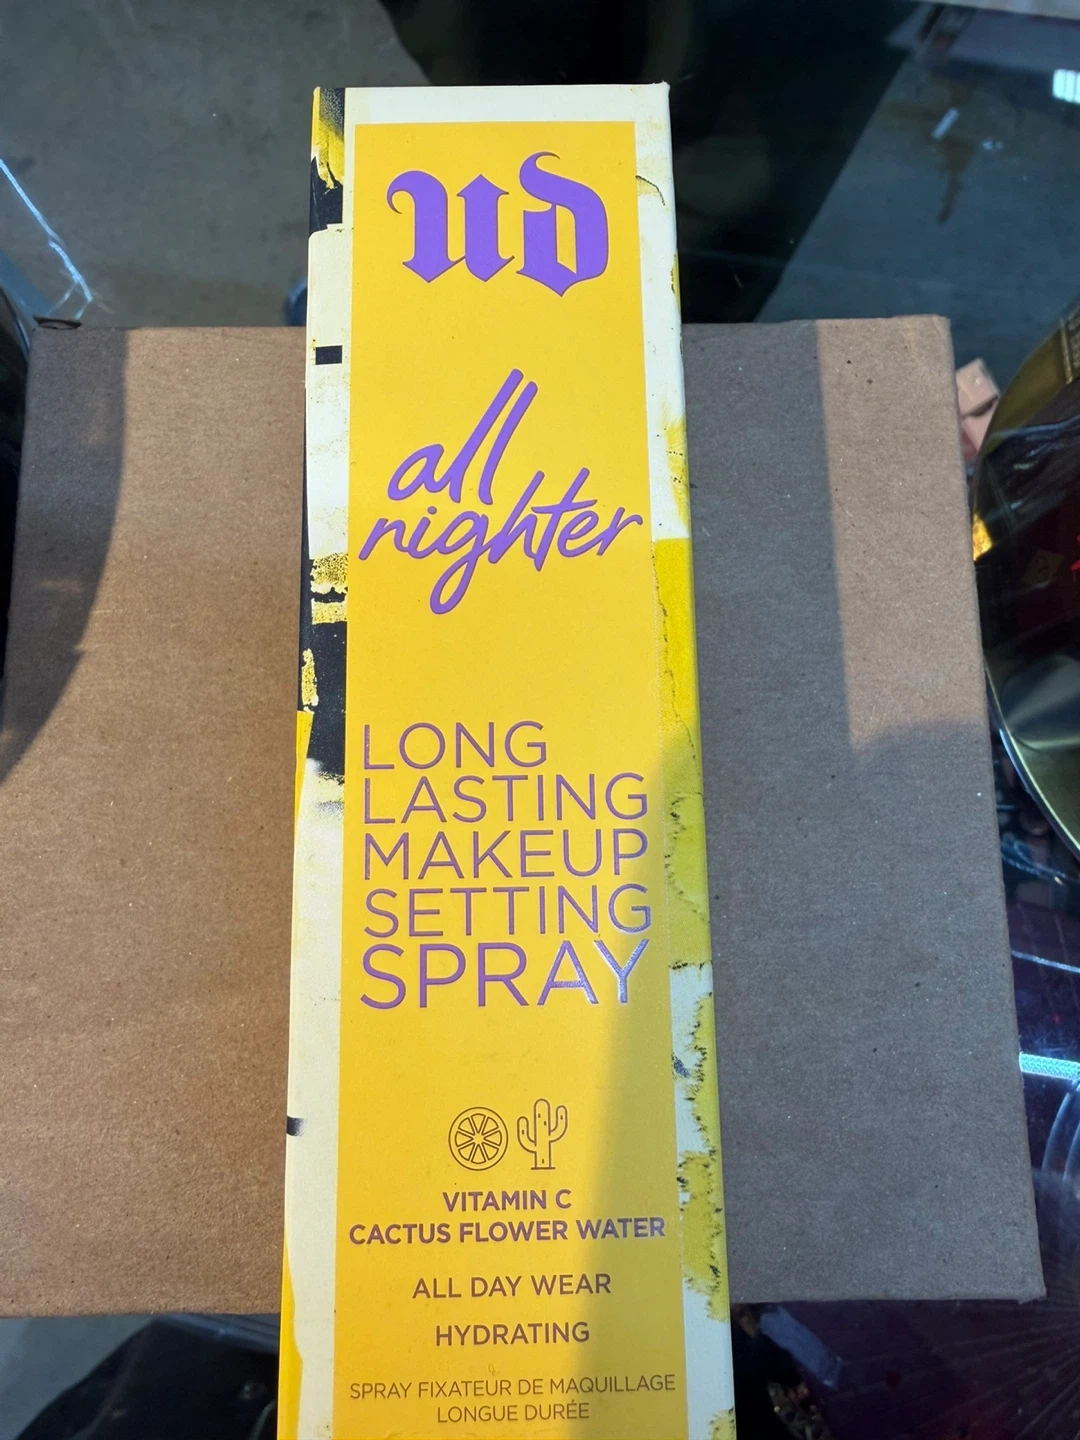 ud
all
nighter
LONG
LASTING
MAKEUP
SETTING
SPRAY
VITAMIN C
CACTUS FLOWER WATER
ALL DAY WEAR
HYDRATING
SPRAY FIXATEUR DE MAQUILLAGE
LONGUE DURÉE